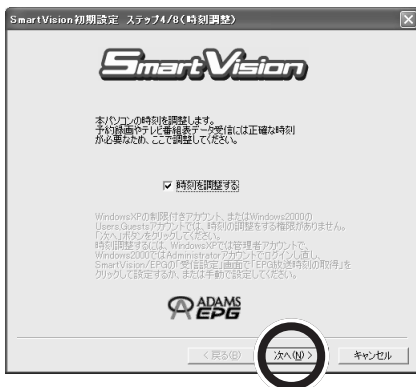 SmartVision初期設定 ステップ4/8(時刻調整)
SmartVision
本パソコンの時刻を調整します。
予約録画やテレビ番組表データ受信には正確な時刻
が必要なため、ここで調整してください。
時刻を調整する
WindowsXPの制限付きアカウント、またはWindows2000の
Users,Guestsアカウントでは、時刻の調整をする権限がありません。
「次へ」ボタンをクリックしてください。
時刻調整するには、WindowsXPでは管理者アカウントで、
Windows2000ではAdministratorアカウントでログインし直し、
SmartVision/EPGの「受信設定」画面で「EPG放送時刻の取得」を
クリックして設定するか、または手動で設定してください。
ADAMS
EPG
< 戻る(B) 次へ(N) > キャンセル